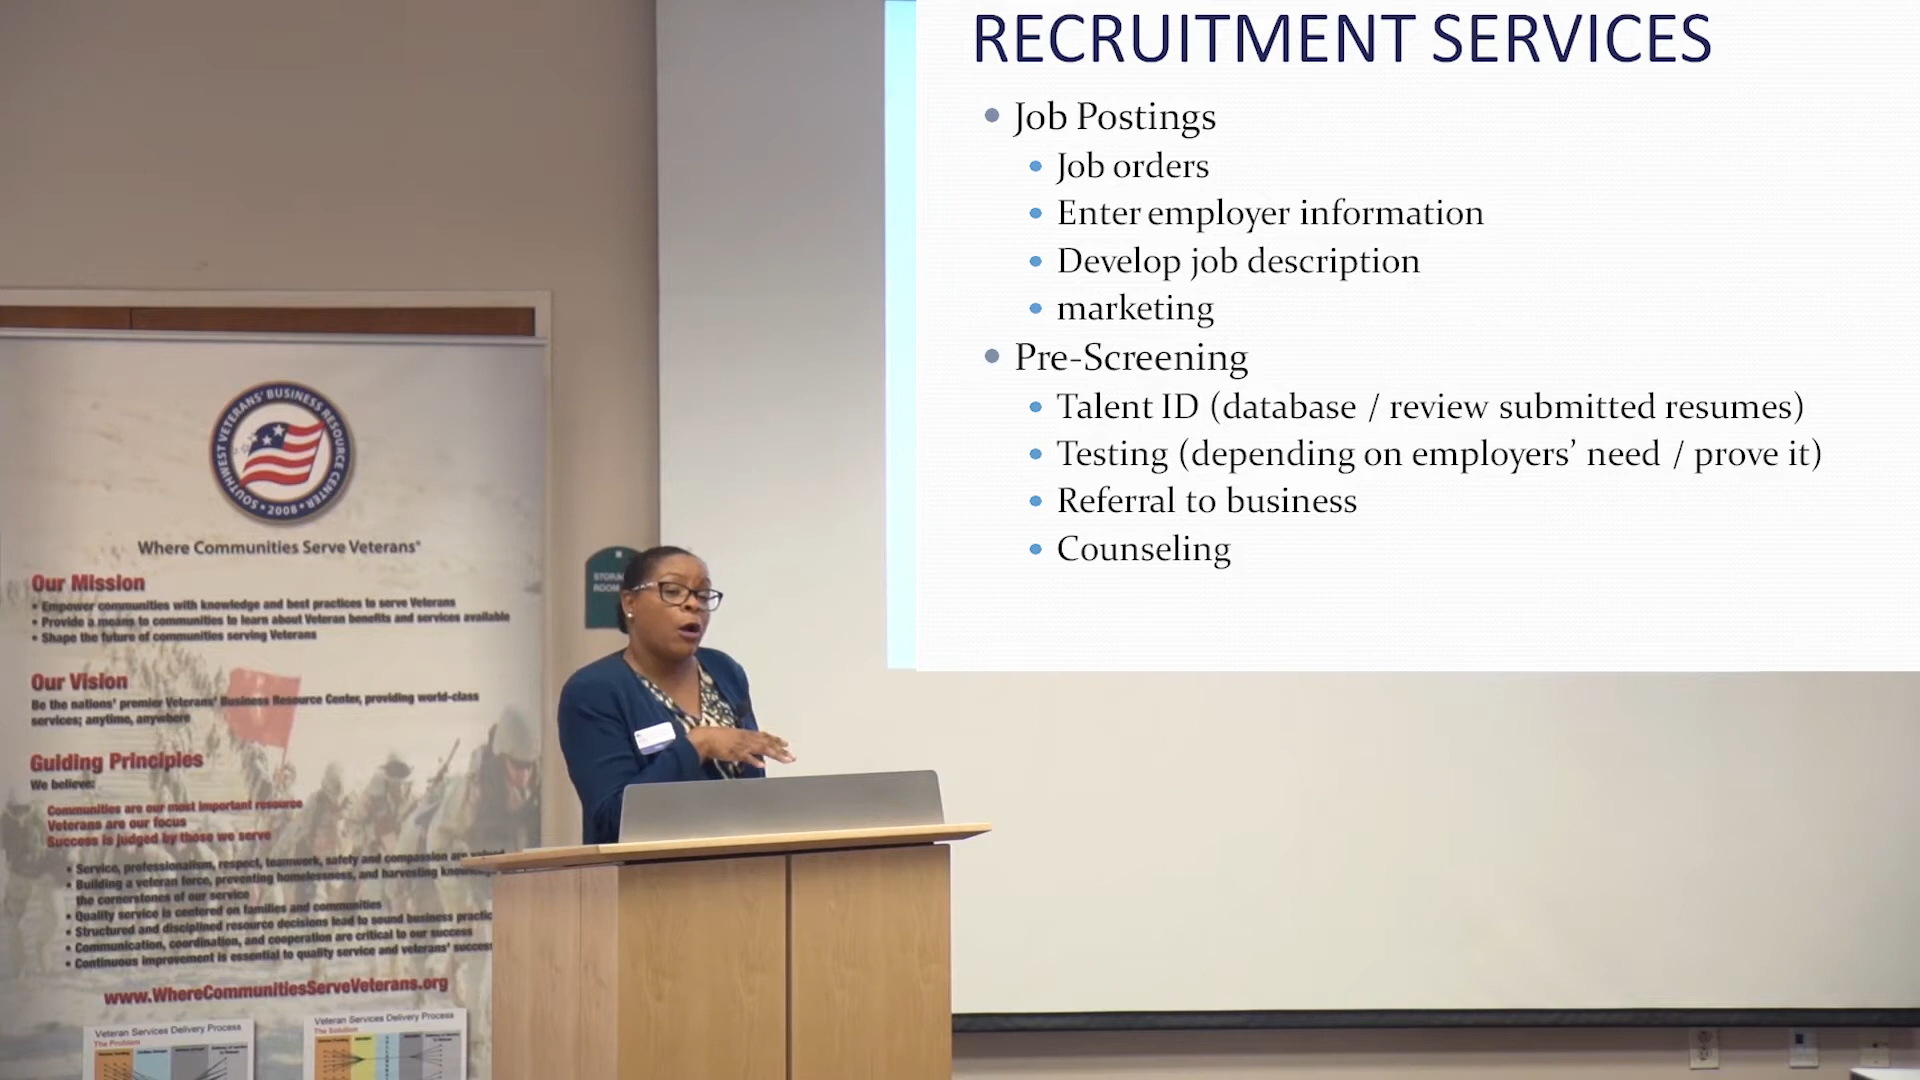 RECRUITMENT SERVICES
• Job Postings
• Job orders
• Enter employer information
• Develop job description
• marketing
• Pre-Screening
• Talent ID (database / review submitted resumes)
• Testing (depending on employers’ need / prove it)
• Referral to business
• Counseling
SOUTHWEST VETERANS' BUSINESS RESOURCE CENTER
• 2008 •
Where Communities Serve Veterans
Our Mission
• Empower communities with knowledge and best practices to serve Veterans
• Provide a means to communities to learn about Veteran benefits and services available
• Shape the future of communities serving Veterans
Our Vision
Be the nations' premier Veterans' Business Resource Center, providing world-class
services; anytime, anywhere
Guiding Principles
We believe:
Communities are our most important resource
Veterans are our focus
Success is judged by those we serve
• Service, professionalism, respect, teamwork, safety and compassion are valued
• Building a veteran force, preventing homelessness, and harvesting
the cornerstones of our service
• Quality service is centered on families and communities
• Structured and disciplined resource decisions lead to sound business practic
• Communication, coordination, and cooperation are critical to our success
• Continuous improvement is essential to quality service and veterans' success
www.WhereCommunitiesServeVeterans.org
Veteran Services Delivery Process
The Problem
Veteran Services Delivery Process
The Solution
STORA
ROOM